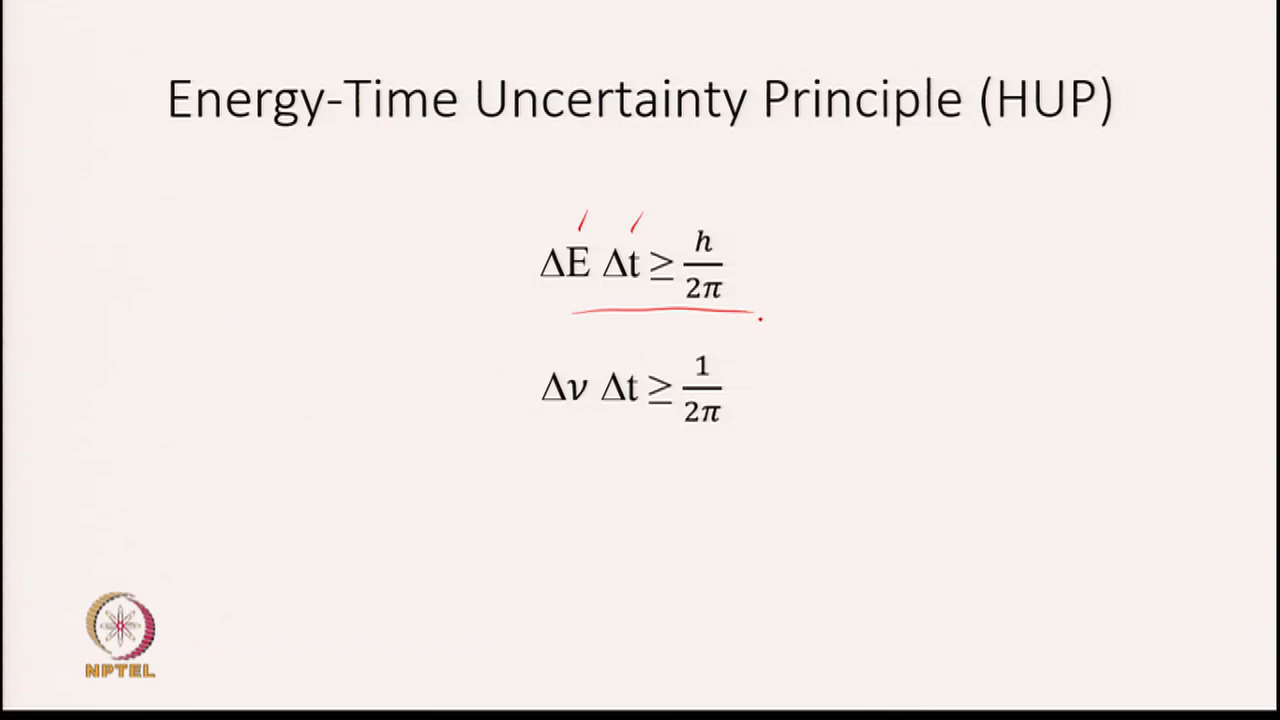 Energy-Time Uncertainty Principle (HUP)
ΔE Δt ≥ h/2π
Δν Δt ≥ 1/2π
NPTEL